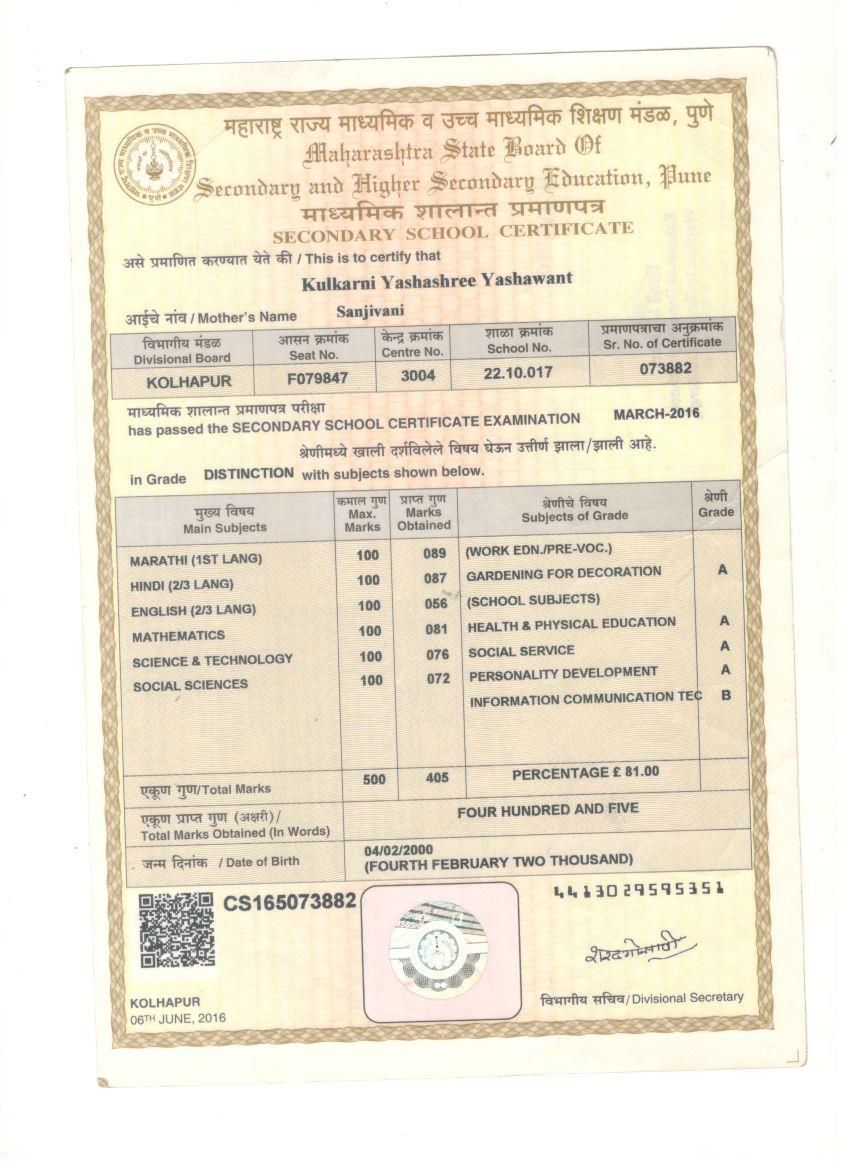 महाराष्ट्र राज्य माध्यमिक व उच्च माध्यमिक शिक्षण मंडळ, पुणे
Maharashtra State Board Of
Secondary and Higher Secondary Education, Pune
माध्यमिक शालान्त प्रमाणपत्र
SECONDARY SCHOOL CERTIFICATE
असे प्रमाणित करण्यात येते की / This is to certify that
Kulkarni Yashashree Yashawant
आईचे नांव / Mother's Name Sanjivani
विभागीय मंडळ आसन क्रमांक केन्द्र क्रमांक शाळा क्रमांक प्रमाणपत्राचा अनुक्रमांक
Divisional Board Seat No. Centre No. School No. Sr. No. of Certificate
KOLHAPUR F079847 3004 22.10.017 073882
माध्यमिक शालान्त प्रमाणपत्र परीक्षा
has passed the SECONDARY SCHOOL CERTIFICATE EXAMINATION MARCH-2016
श्रेणीमध्ये खाली दर्शविलेले विषय घेऊन उत्तीर्ण झाला/झाली आहे.
in Grade DISTINCTION with subjects shown below.
मुख्य विषय कमाल गुण प्राप्त गुण श्रेणीचे विषय श्रेणी
Main Subjects Max. Marks Marks Obtained Subjects of Grade Grade
MARATHI (1ST LANG) 100 089 (WORK EDN./PRE-VOC.)
HINDI (2/3 LANG) 100 087 GARDENING FOR DECORATION A
ENGLISH (2/3 LANG) 100 056 (SCHOOL SUBJECTS)
MATHEMATICS 100 081 HEALTH & PHYSICAL EDUCATION A
SCIENCE & TECHNOLOGY 100 076 SOCIAL SERVICE A
SOCIAL SCIENCES 100 072 PERSONALITY DEVELOPMENT A
INFORMATION COMMUNICATION TEC B
एकूण गुण/Total Marks 500 405 PERCENTAGE £ 81.00
एकूण प्राप्त गुण (अक्षरी)/
Total Marks Obtained (In Words) FOUR HUNDRED AND FIVE
जन्म दिनांक / Date of Birth 04/02/2000
(FOURTH FEBRUARY TWO THOUSAND)
CS165073882
4413029595351
KOLHAPUR
06TH JUNE, 2016
विभागीय सचिव/Divisional Secretary